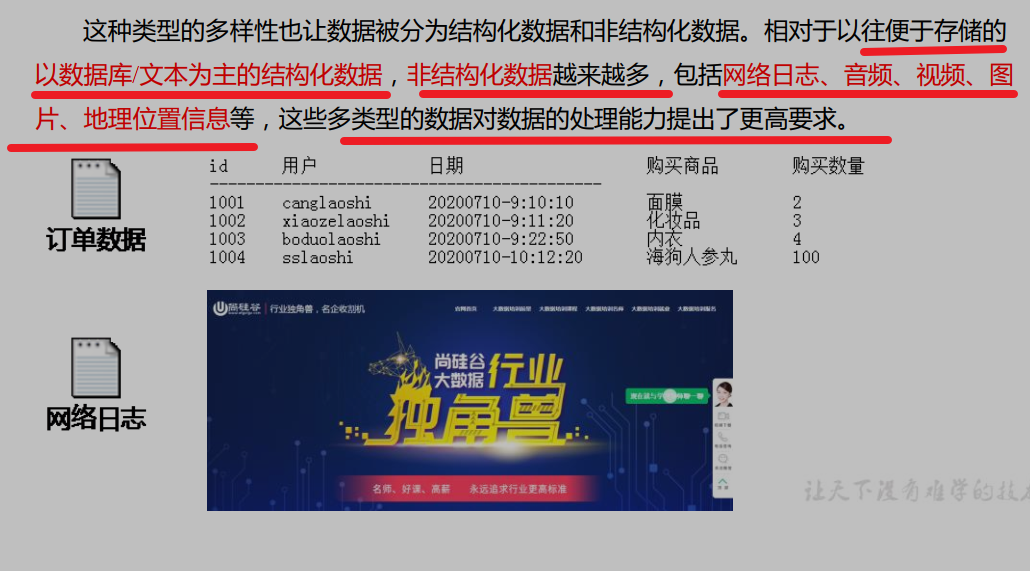 这种类型的多样性也让数据被分为结构化数据和非结构化数据。相对于以往便于存储的
以数据库/文本为主的结构化数据，非结构化数据越来越多，包括网络日志、音频、视频、图
片、地理位置信息等，这些多类型的数据对数据的处理能力提出了更高要求。
id 用户 日期 购买商品 购买数量
------------------------------------------
1001 canglaoshi 20200710-9:10:10 面膜 2
1002 xiaozelaoshi 20200710-9:11:20 化妆品 3
1003 boduolaoshi 20200710-9:22:50 内衣 4
1004 sslaoshi 20200710-10:12:20 海狗人参丸 100
订单数据
尚硅谷 行业独角兽，名企收割机
尚硅谷
大数据
行业
独角兽
名师、好课、高薪 永远追求行业更高标准
网络日志
让天下没有难学的技术